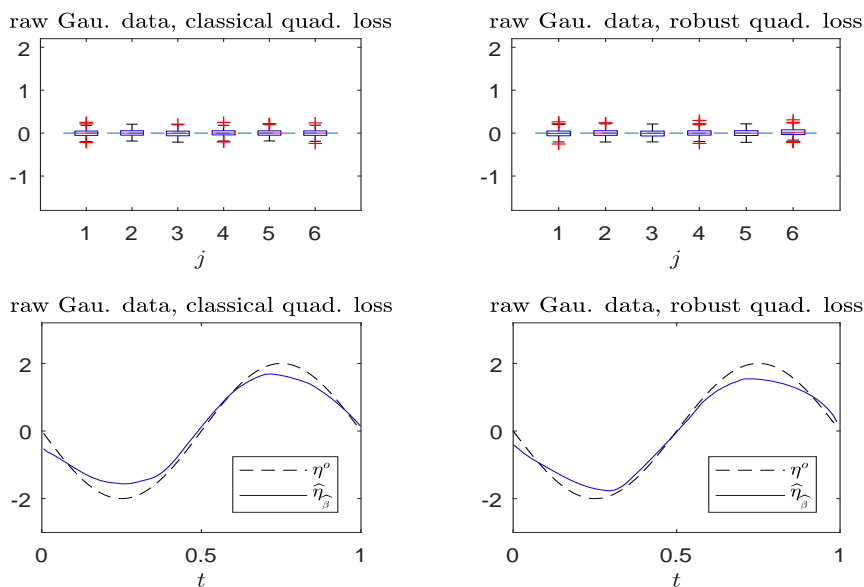 raw Gau. data, classical quad. loss
raw Gau. data, robust quad. loss
2
1
0
-1
1 2 3 4 5 6
j
2
1
0
-1
1 2 3 4 5 6
j
raw Gau. data, classical quad. loss
raw Gau. data, robust quad. loss
2
0
-2
0 0.5 1
t
η^o
η̂_β̂
2
0
-2
0 0.5 1
t
η^o
η̂_β̂